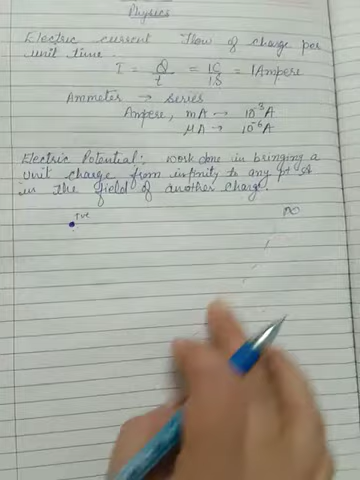 Physics
Electric current Flow of charge per
unit time.
I = Q/t = 1C/1S = 1 Ampere
Ammeter → series
Ampere, mA → 10⁻³A
μA → 10⁻⁶A
Electric Potential: work done in bringing a
unit charge from infinity to any pt A
in the field of another charge.
+ve ∞